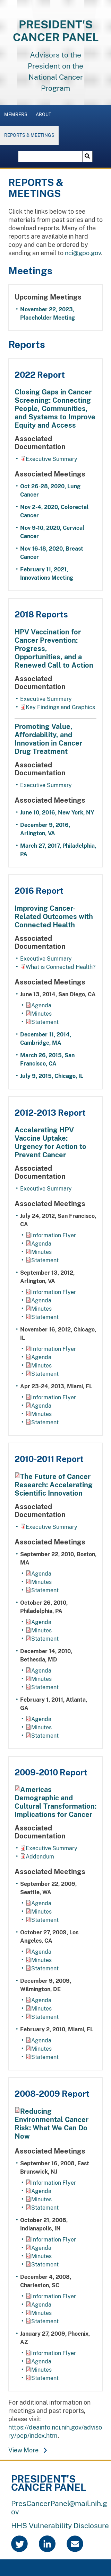 PRESIDENT'S
CANCER PANEL
Advisors to the
President on the
National Cancer
Program
MEMBERS ABOUT
REPORTS & MEETINGS
REPORTS &
MEETINGS
Click the links below to see
materials from past meetings
and to download past reports.
If you would like to be added
to our mailing list or need a
hard copy of any of our
available reports, please send
an email to nci@gpo.gov.
Meetings
Upcoming Meetings
November 22, 2023,
Placeholder Meeting
Reports
2022 Report
Closing Gaps in Cancer
Screening: Connecting
People, Communities,
and Systems to Improve
Equity and Access
Associated
Documentation
Executive Summary
Associated Meetings
Oct 26-28, 2020, Lung
Cancer
Nov 2-4, 2020, Colorectal
Cancer
Nov 9-10, 2020, Cervical
Cancer
Nov 16-18, 2020, Breast
Cancer
February 11, 2021,
Innovations Meeting
2018 Reports
HPV Vaccination for
Cancer Prevention:
Progress,
Opportunities, and a
Renewed Call to Action
Associated
Documentation
Executive Summary
Key Findings and Graphics
Promoting Value,
Affordability, and
Innovation in Cancer
Drug Treatment
Associated
Documentation
Executive Summary
Associated Meetings
June 10, 2016, New York, NY
December 9, 2016,
Arlington, VA
March 27, 2017, Philadelphia,
PA
2016 Report
Improving Cancer-
Related Outcomes with
Connected Health
Associated
Documentation
Executive Summary
What is Connected Health?
Associated Meetings
June 13, 2014, San Diego, CA
Agenda
Minutes
Statement
December 11, 2014,
Cambridge, MA
March 26, 2015, San
Francisco, CA
July 9, 2015, Chicago, IL
2012-2013 Report
Accelerating HPV
Vaccine Uptake:
Urgency for Action to
Prevent Cancer
Associated
Documentation
Executive Summary
Associated Meetings
July 24, 2012, San Francisco,
CA
Information Flyer
Agenda
Minutes
Statement
September 13, 2012,
Arlington, VA
Information Flyer
Agenda
Minutes
Statement
November 16, 2012, Chicago,
IL
Information Flyer
Agenda
Minutes
Statement
Apr 23-24, 2013, Miami, FL
Information Flyer
Agenda
Minutes
Statement
2010-2011 Report
The Future of Cancer
Research: Accelerating
Scientific Innovation
Associated
Documentation
Executive Summary
Associated Meetings
September 22, 2010, Boston,
MA
Agenda
Minutes
Statement
October 26, 2010,
Philadelphia, PA
Agenda
Minutes
Statement
December 14, 2010,
Bethesda, MD
Agenda
Minutes
Statement
February 1, 2011, Atlanta,
GA
Agenda
Minutes
Statement
2009-2010 Report
Americas
Demographic and
Cultural Transformation:
Implications for Cancer
Associated
Documentation
Executive Summary
Addendum
Associated Meetings
September 22, 2009,
Seattle, WA
Agenda
Minutes
Statement
October 27, 2009, Los
Angeles, CA
Agenda
Minutes
Statement
December 9, 2009,
Wilmington, DE
Agenda
Minutes
Statement
February 2, 2010, Miami, FL
Agenda
Minutes
Statement
2008-2009 Report
Reducing
Environmental Cancer
Risk: What We Can Do
Now
Associated Meetings
September 16, 2008, East
Brunswick, NJ
Information Flyer
Agenda
Minutes
Statement
October 21, 2008,
Indianapolis, IN
Information Flyer
Agenda
Minutes
Statement
December 4, 2008,
Charleston, SC
Information Flyer
Agenda
Minutes
Statement
January 27, 2009, Phoenix,
AZ
Information Flyer
Agenda
Minutes
Statement
For additional information on
meetings and past reports,
please visit:
https://deainfo.nci.nih.gov/adviso
ry/pcp/index.htm.
View More
PRESIDENT'S
CANCER PANEL
PresCancerPanel@mail.nih.g
ov
HHS Vulnerability Disclosure